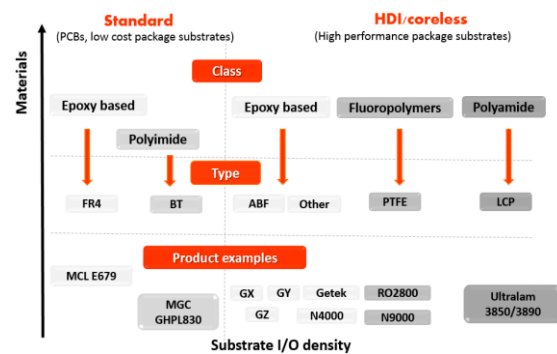 Standard
HDI/coreless
(PCBs, low cost package substrates)
(High performance package substrates)
Materials
Class
Epoxy based
Epoxy based
Fluoropolymers
Polyamide
Polyimide
Type
FR4
BT
ABF
Other
PTFE
LCP
Product examples
MCL E679
MGC
GHPL830
GX
GY
Getek
RO2800
Ultralam
3850/3890
GZ
N4000
N9000
Substrate I/O density